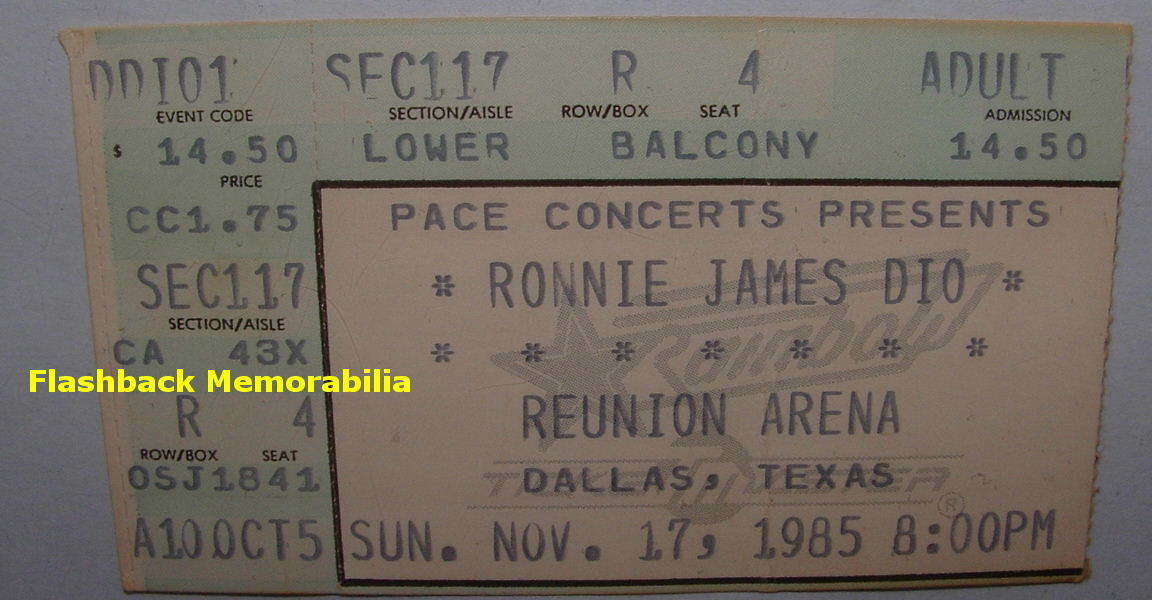 DDI01 SEC117 R 4 ADULT
EVENT CODE SECTION/AISLE ROW/BOX SEAT ADMISSION
$ 14.50 LOWER BALCONY 14.50
PRICE
CC1.75 PACE CONCERTS PRESENTS
SEC117 * RONNIE JAMES DIO *
SECTION/AISLE
Rainbow
CA 43X * * * * * * *
Flashback Memorabilia
R 4 REUNION ARENA
ROW/BOX SEAT
OSJ1841 DALLAS, TEXAS
®
A10OCT5 SUN. NOV. 17, 1985 8:00PM